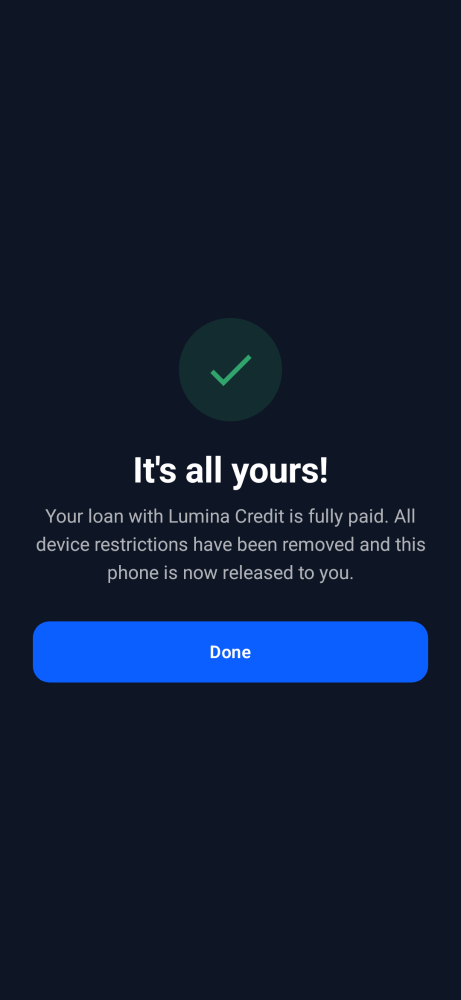 It's all yours!
Your loan with Lumina Credit is fully paid. All
device restrictions have been removed and this
phone is now released to you.
Done